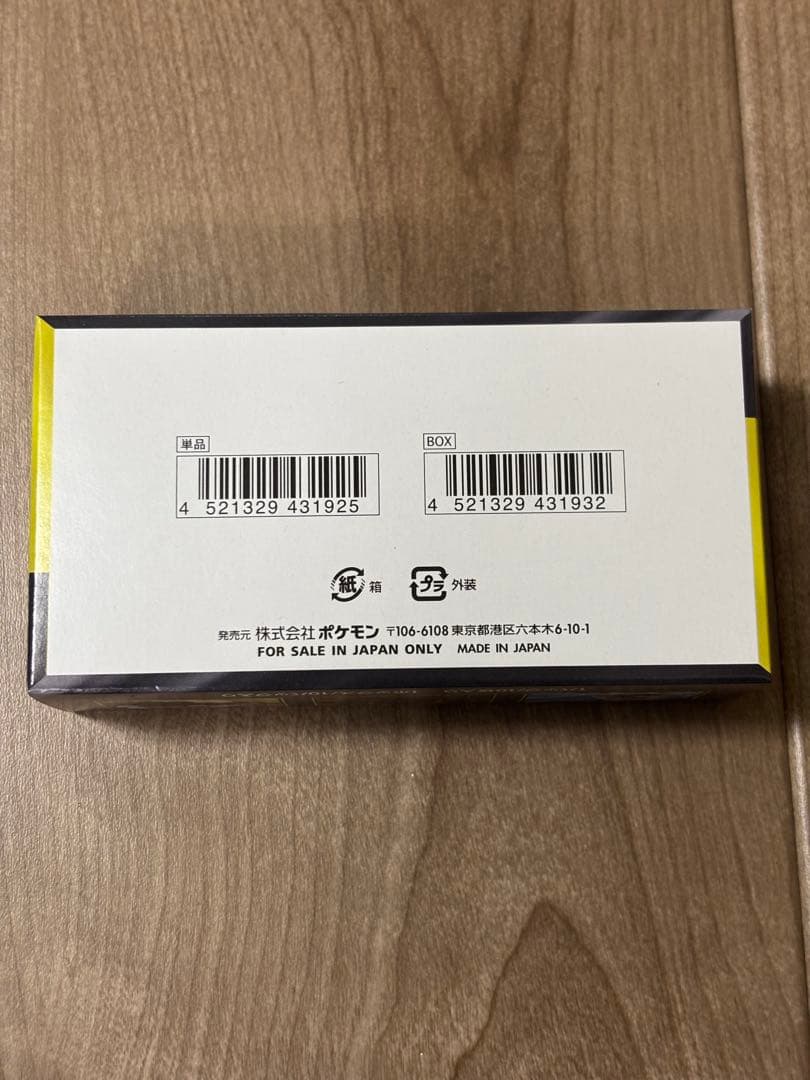 単品
BOX
4 521329 431925
4 521329 431932
紙 箱
プラ 外装
発売元 株式会社 ポケモン 〒106-6108 東京都港区六本木6-10-1
FOR SALE IN JAPAN ONLY MADE IN JAPAN